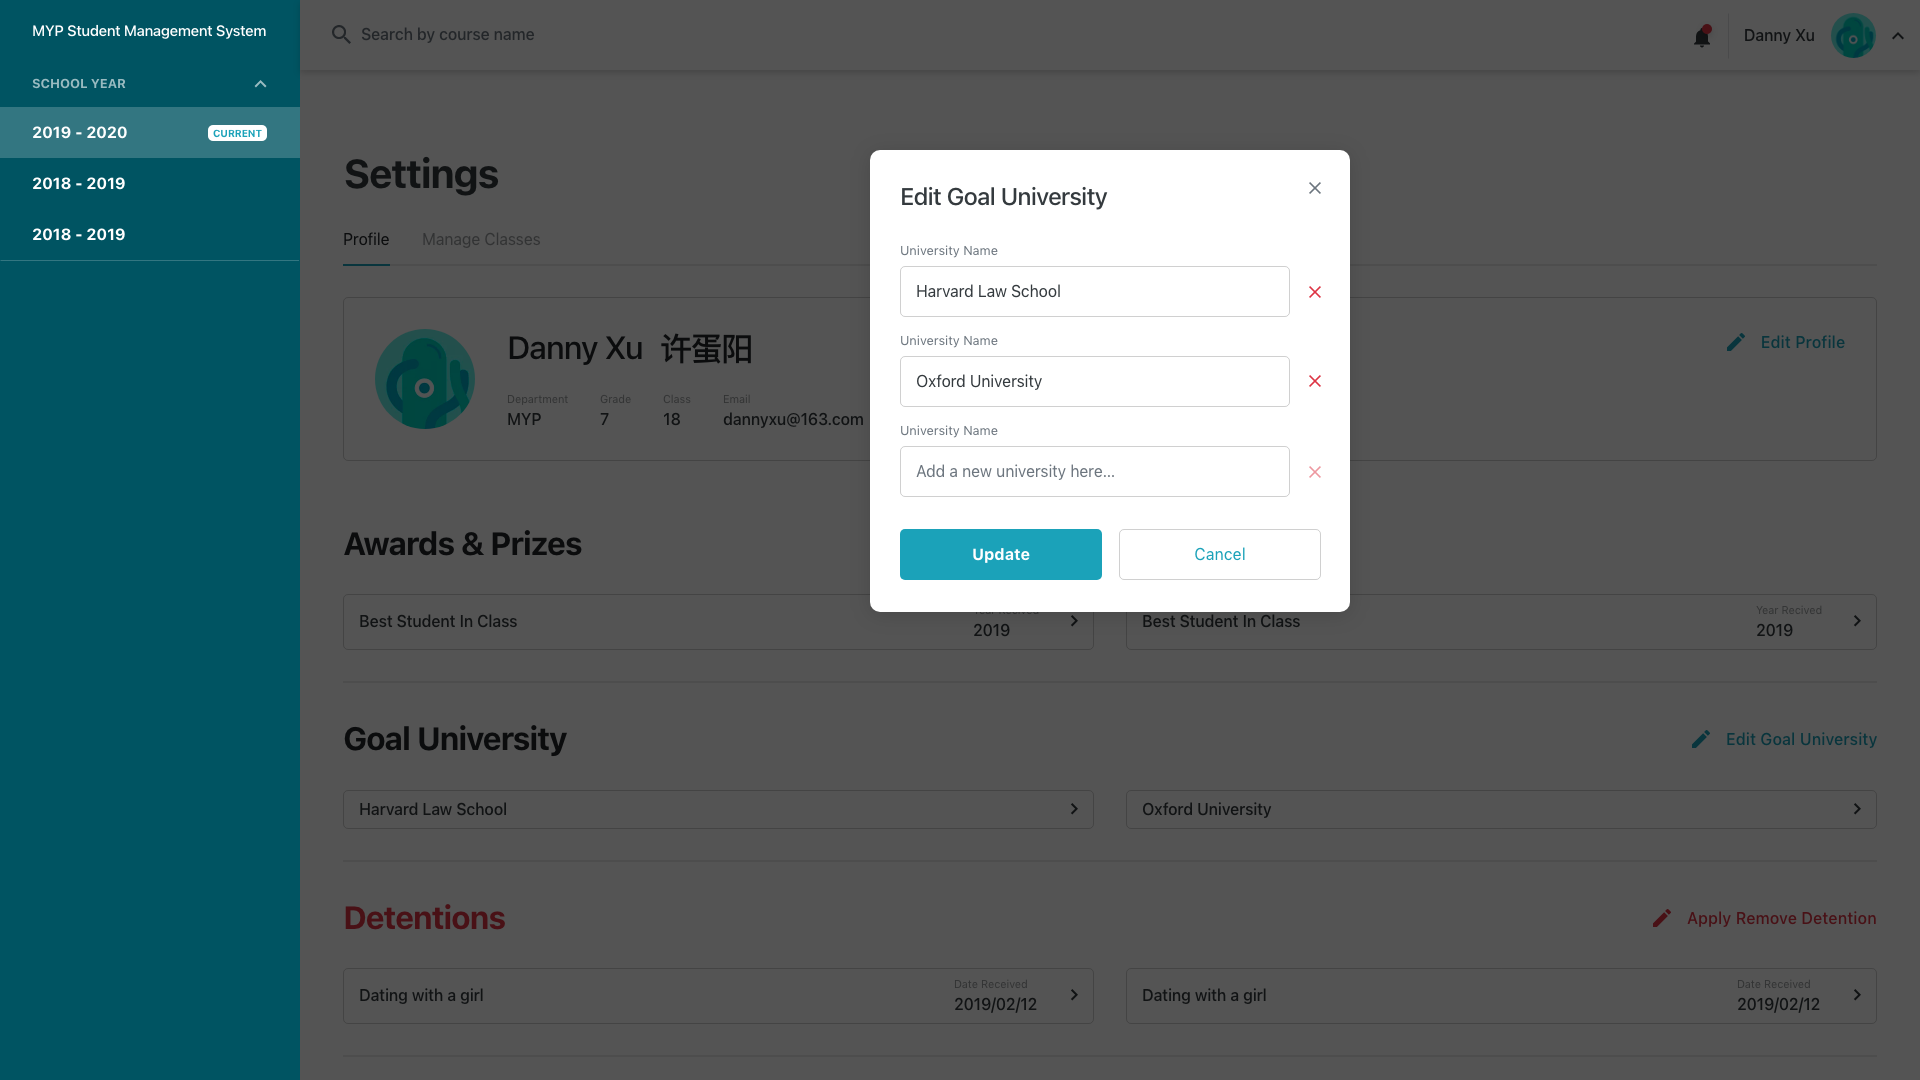 MYP Student Management System
SCHOOL YEAR
2019 - 2020
CURRENT
2018 - 2019
2018 - 2019
Search by course name
Danny Xu
Settings
Profile
Manage Classes
Danny Xu 许蛋阳
Department
Grade
Class
Email
MYP
7
18
dannyxu@163.com
Edit Profile
Edit Goal University
University Name
Harvard Law School
University Name
Oxford University
University Name
Add a new university here...
Update
Cancel
Awards & Prizes
Best Student In Class
Year Recived
2019
Best Student In Class
Year Recived
2019
Goal University
Edit Goal University
Harvard Law School
Oxford University
Detentions
Apply Remove Detention
Dating with a girl
Date Received
2019/02/12
Dating with a girl
Date Received
2019/02/12